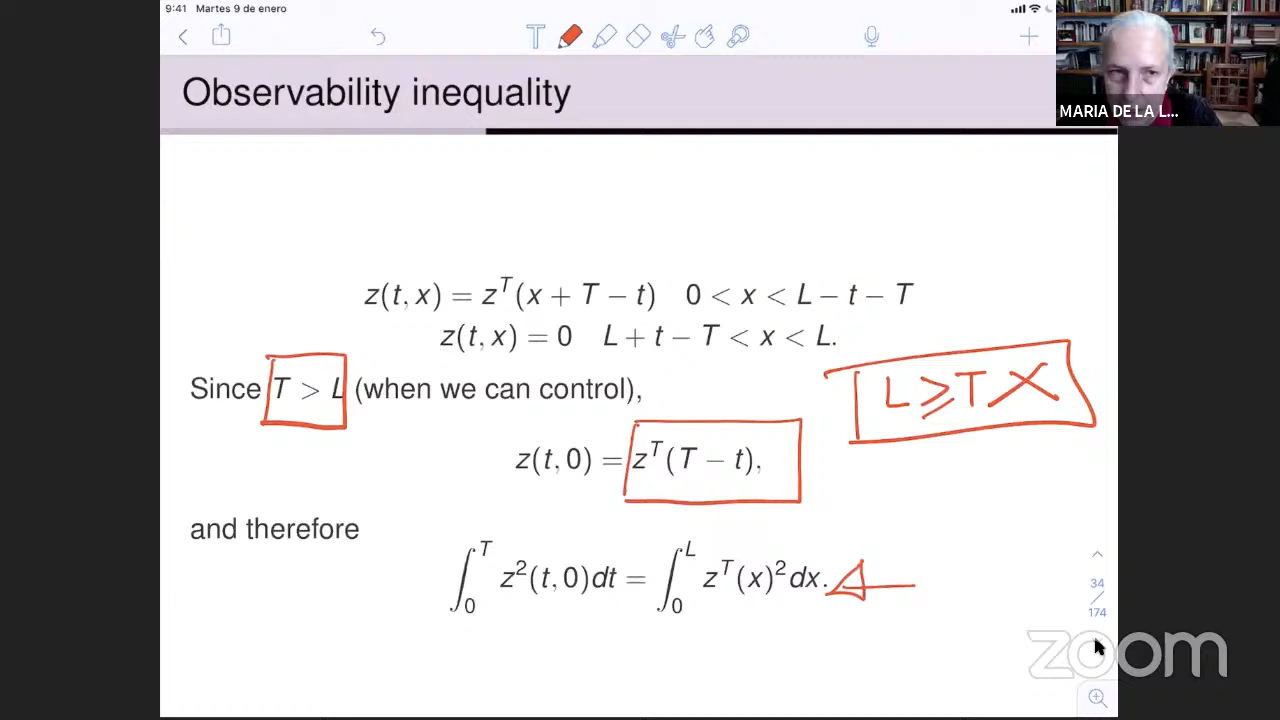 9:41 Martes 9 de enero
Observability inequality
MARIA DE LA L...
z(t, x) = z^T(x + T − t) 0 < x < L − t − T
z(t, x) = 0 L + t − T < x < L.
Since T > L (when we can control),
L ⩾ T X
z(t, 0) = z^T(T − t),
and therefore
∫_0^T z^2(t, 0)dt = ∫_0^L z^T(x)^2 dx.
34
174
zoom